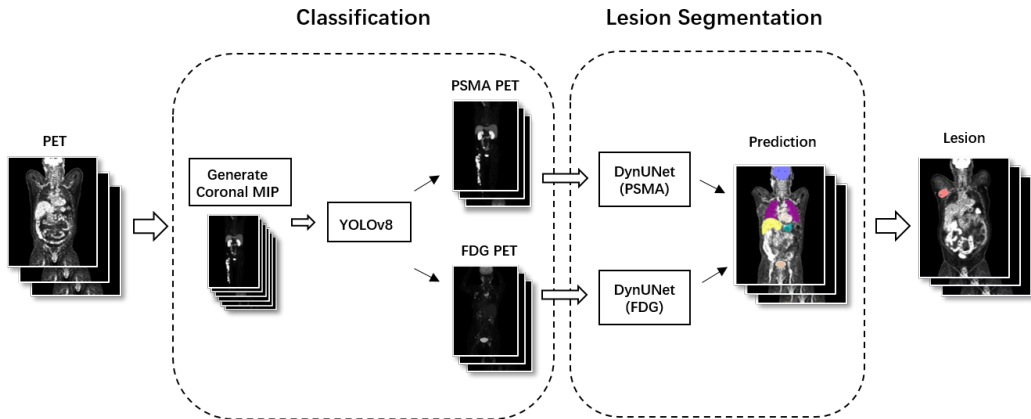 Classification
Lesion Segmentation
PET
Generate
Coronal MIP
YOLOv8
PSMA PET
FDG PET
DynUNet
(PSMA)
DynUNet
(FDG)
Prediction
Lesion